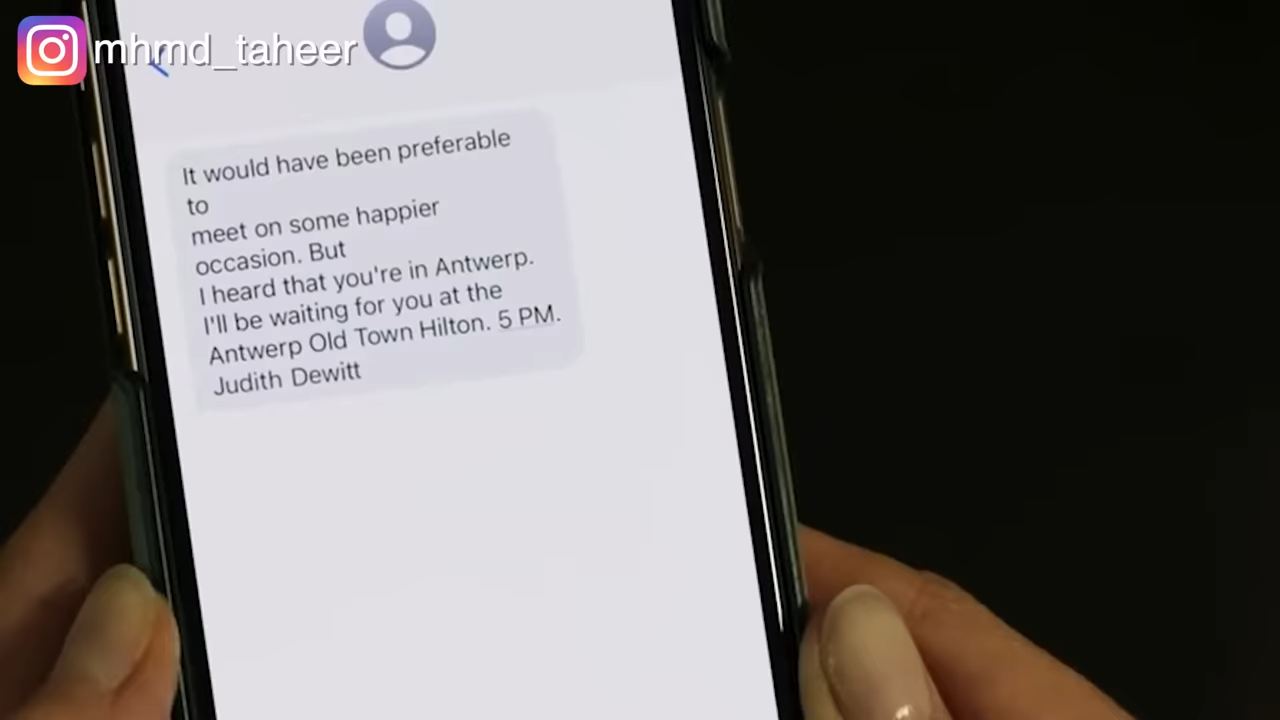 mhmd_taheer
It would have been preferable
to
meet on some happier
occasion. But
I heard that you're in Antwerp.
I'll be waiting for you at the
Antwerp Old Town Hilton. 5 PM.
Judith Dewitt